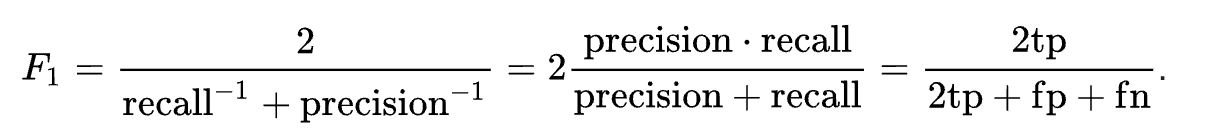 F₁ = 2 / (recall⁻¹ + precision⁻¹) = 2 (precision · recall) / (precision + recall) = 2tp / (2tp + fp + fn).